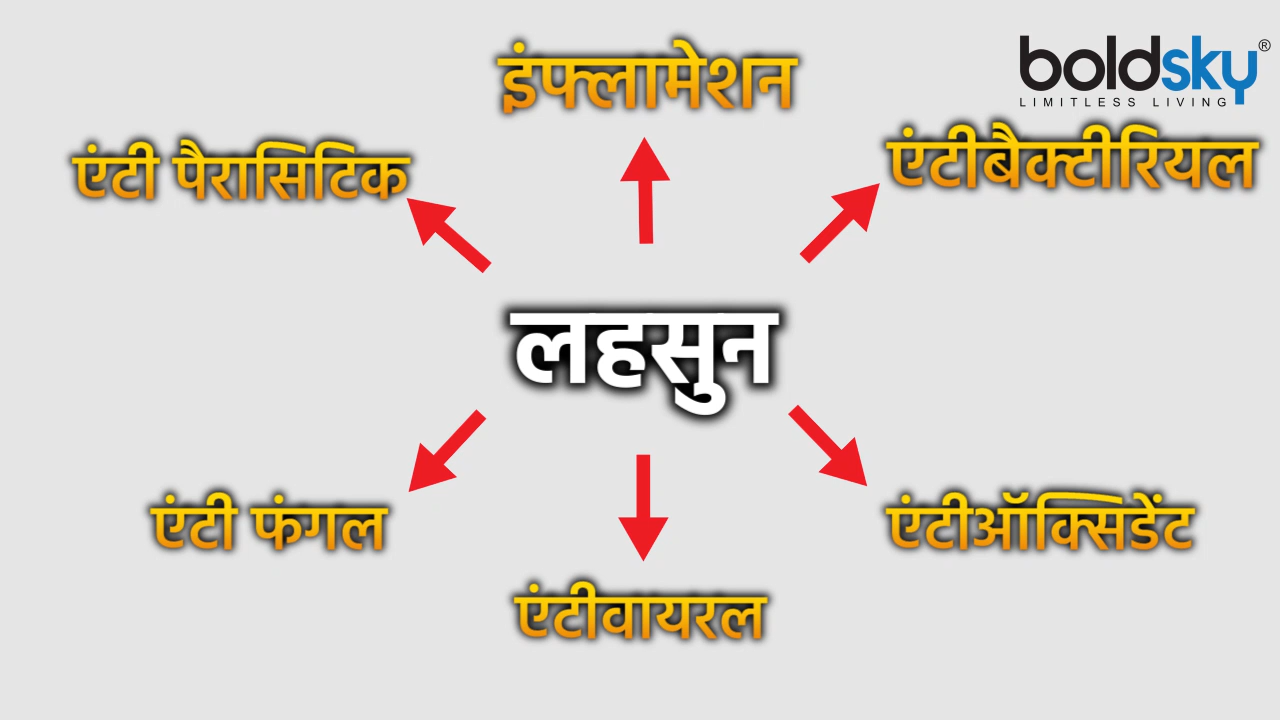 इंफ्लामेशन
boldsky®
LIMITLESS LIVING
एंटी पैरासिटिक
एंटीबैक्टीरियल
लहसुन
एंटी फंगल
एंटीऑक्सिडेंट
एंटीवायरल